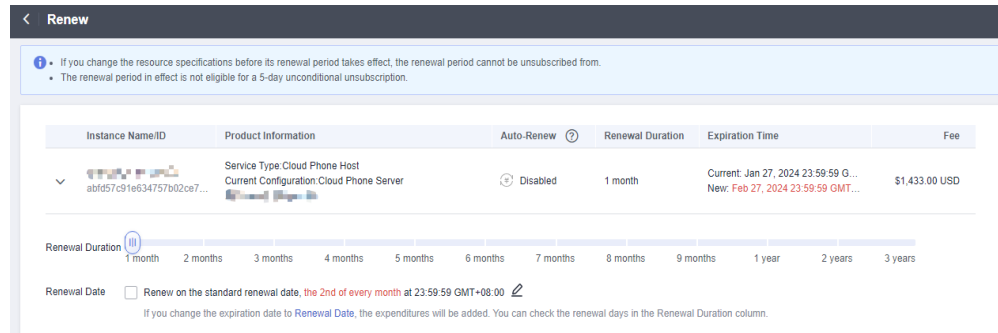 Renew
If you change the resource specifications before its renewal period takes effect, the renewal period cannot be unsubscribed from.
The renewal period in effect is not eligible for a 5-day unconditional unsubscription.
Instance Name/ID Product Information Auto-Renew Renewal Duration Expiration Time Fee
Service Type:Cloud Phone Host
abfd57c91e634757b02ce7... Current Configuration:Cloud Phone Server Disabled 1 month Current: Jan 27, 2024 23:59:59 G... $1,433.00 USD
New: Feb 27, 2024 23:59:59 GMT...
Renewal Duration
1 month 2 months 3 months 4 months 5 months 6 months 7 months 8 months 9 months 1 year 2 years 3 years
Renewal Date Renew on the standard renewal date, the 2nd of every month at 23:59:59 GMT+08:00
If you change the expiration date to Renewal Date, the expenditures will be added. You can check the renewal days in the Renewal Duration column.